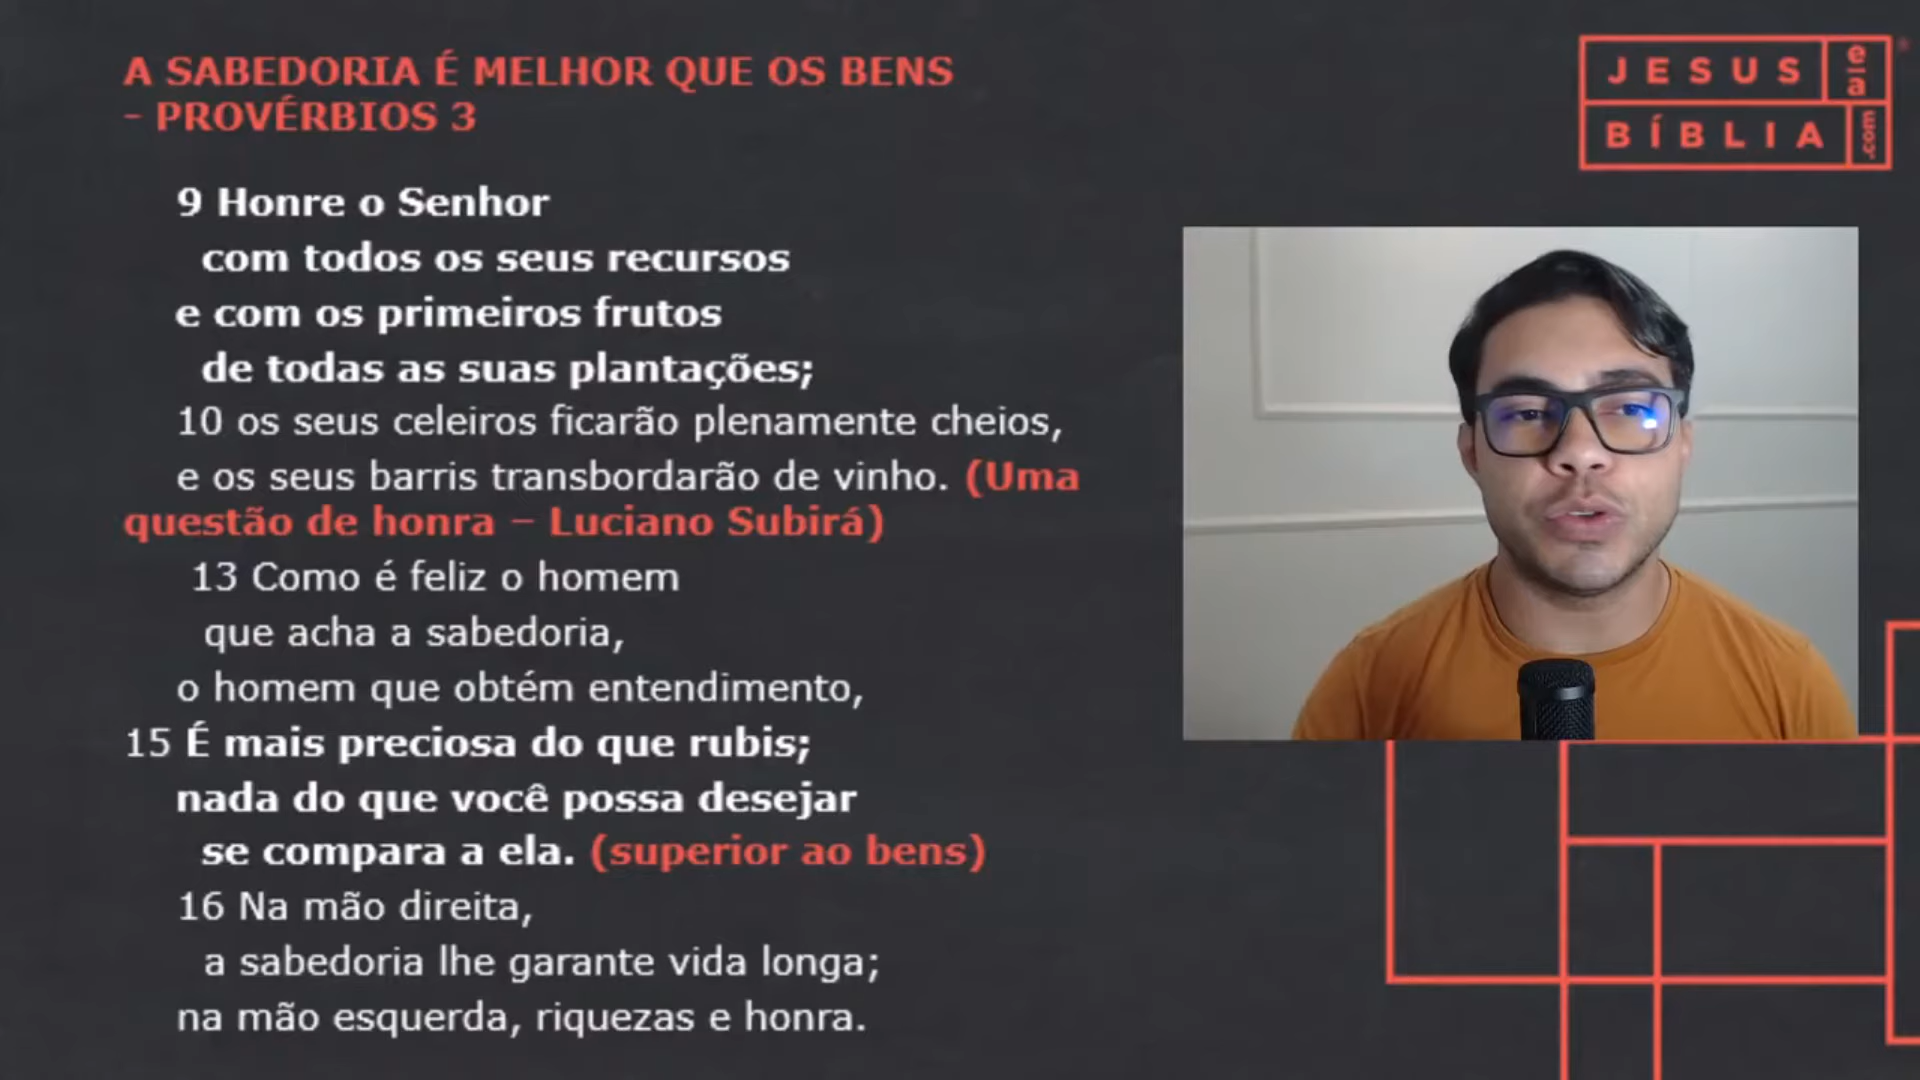 A SABEDORIA É MELHOR QUE OS BENS
– PROVÉRBIOS 3
9 Honre o Senhor
com todos os seus recursos
e com os primeiros frutos
de todas as suas plantações;
10 os seus celeiros ficarão plenamente cheios,
e os seus barris transbordarão de vinho. (Uma
questão de honra – Luciano Subirá)
13 Como é feliz o homem
que acha a sabedoria,
o homem que obtém entendimento,
15 É mais preciosa do que rubis;
nada do que você possa desejar
se compara a ela. (superior ao bens)
16 Na mão direita,
a sabedoria lhe garante vida longa;
na mão esquerda, riquezas e honra.
JESUS e a
BÍBLIA .com